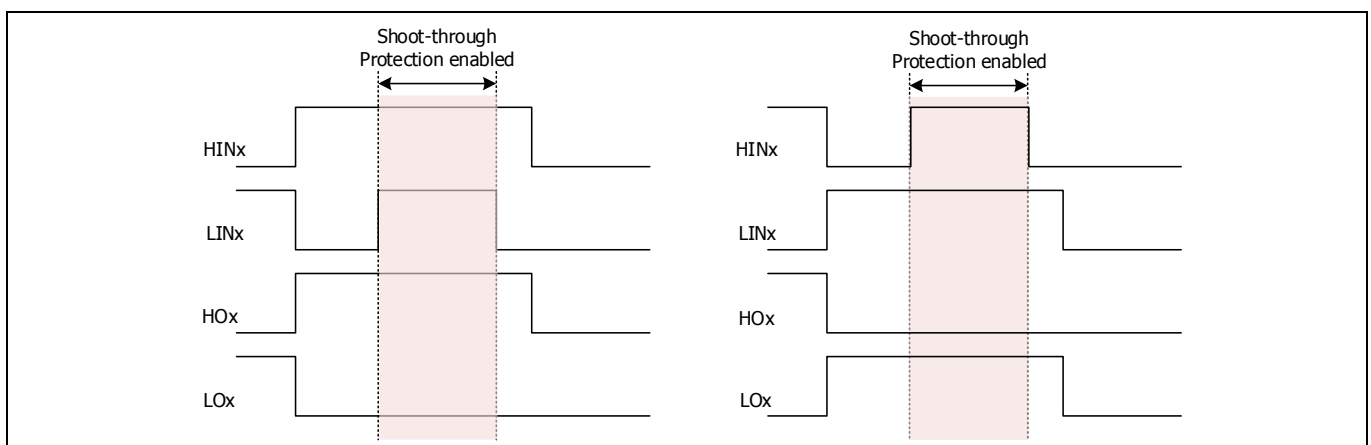 Shoot-through
Protection enabled
HINx
LINx
HOx
LOx
Shoot-through
Protection enabled
HINx
LINx
HOx
LOx